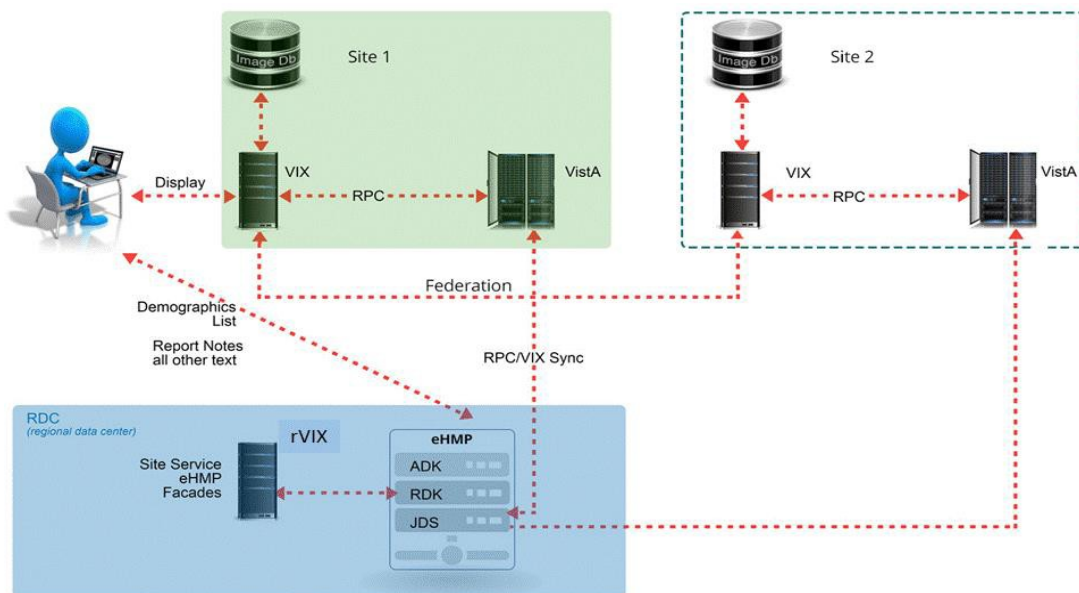 Image Db
Site 1
Image Db
Site 2
VIX
VistA
VIX
VistA
Display
RPC
RPC
Federation
Demographics
List
Report Notes
all other text
RPC/VIX Sync
RDC
(regional data center)
rVIX
eHMP
Site Service
eHMP
Facades
ADK
RDK
JDS